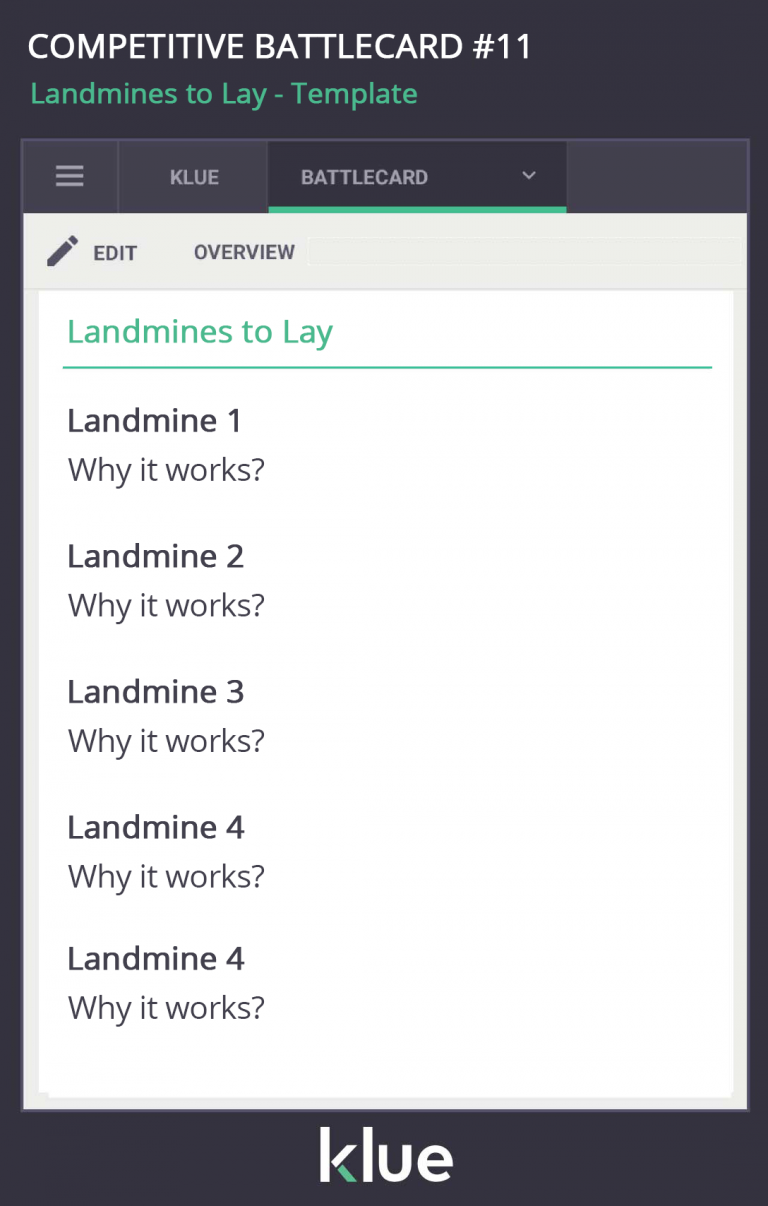 COMPETITIVE BATTLECARD #11
Landmines to Lay - Template
KLUE BATTLECARD
EDIT OVERVIEW
Landmines to Lay
Landmine 1
Why it works?
Landmine 2
Why it works?
Landmine 3
Why it works?
Landmine 4
Why it works?
Landmine 4
Why it works?
klue